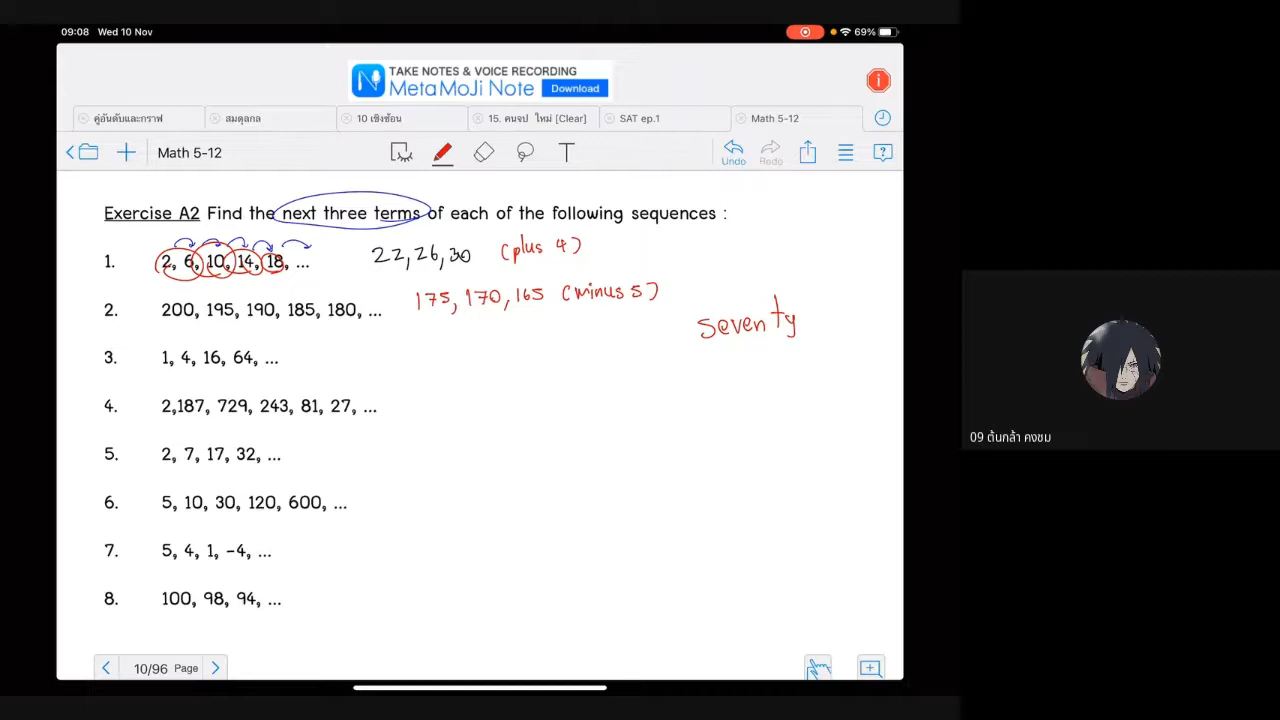 09:08 Wed 10 Nov 69%
TAKE NOTES & VOICE RECORDING
MetaMoJi Note Download
คู่อันดับและกราฟ สมดุลกล 10 เชิงซ้อน 15. คนจป ใหม่ [Clear] SAT ep.1 Math 5-12
Math 5-12 T Undo Redo
Exercise A2 Find the next three terms of each of the following sequences :
1. 2, 6, 10, 14, 18, ... 22, 26, 30 (plus 4)
2. 200, 195, 190, 185, 180, ... 175, 170, 165 (minus 5)
seventy
3. 1, 4, 16, 64, ...
4. 2,187, 729, 243, 81, 27, ...
5. 2, 7, 17, 32, ...
6. 5, 10, 30, 120, 600, ...
7. 5, 4, 1, -4, ...
8. 100, 98, 94, ...
10/96 Page
09 ต้นกล้า คงชม